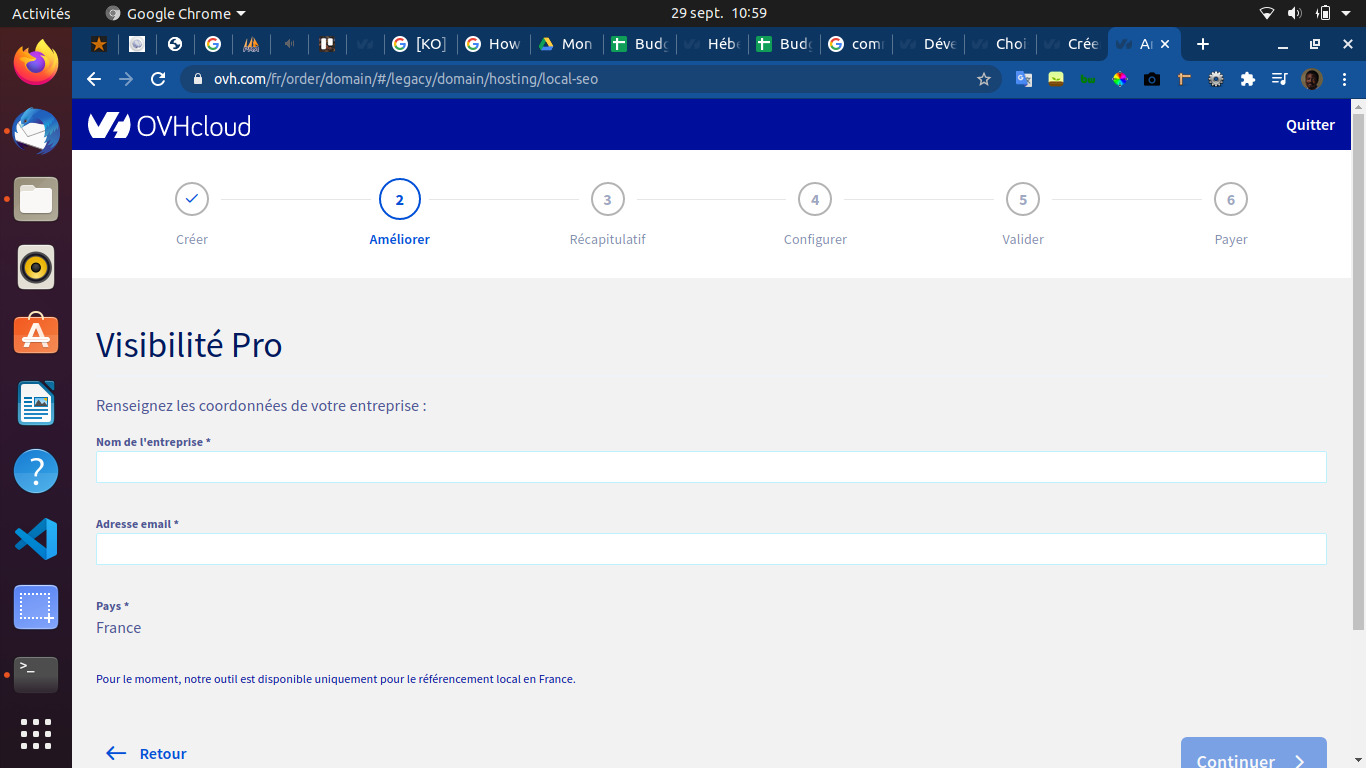 Activités Google Chrome 29 sept. 10:59
[KO] How Mon Budg Héb Budg com Déve Choi Crée
ovh.com/fr/order/domain/#/legacy/domain/hosting/local-seo
OVHcloud Quitter
2 3 4 5 6
Créer Améliorer Récapitulatif Configurer Valider Payer
Visibilité Pro
Renseignez les coordonnées de votre entreprise :
Nom de l'entreprise *
Adresse email *
Pays *
France
Pour le moment, notre outil est disponible uniquement pour le référencement local en France.
Retour Continuer